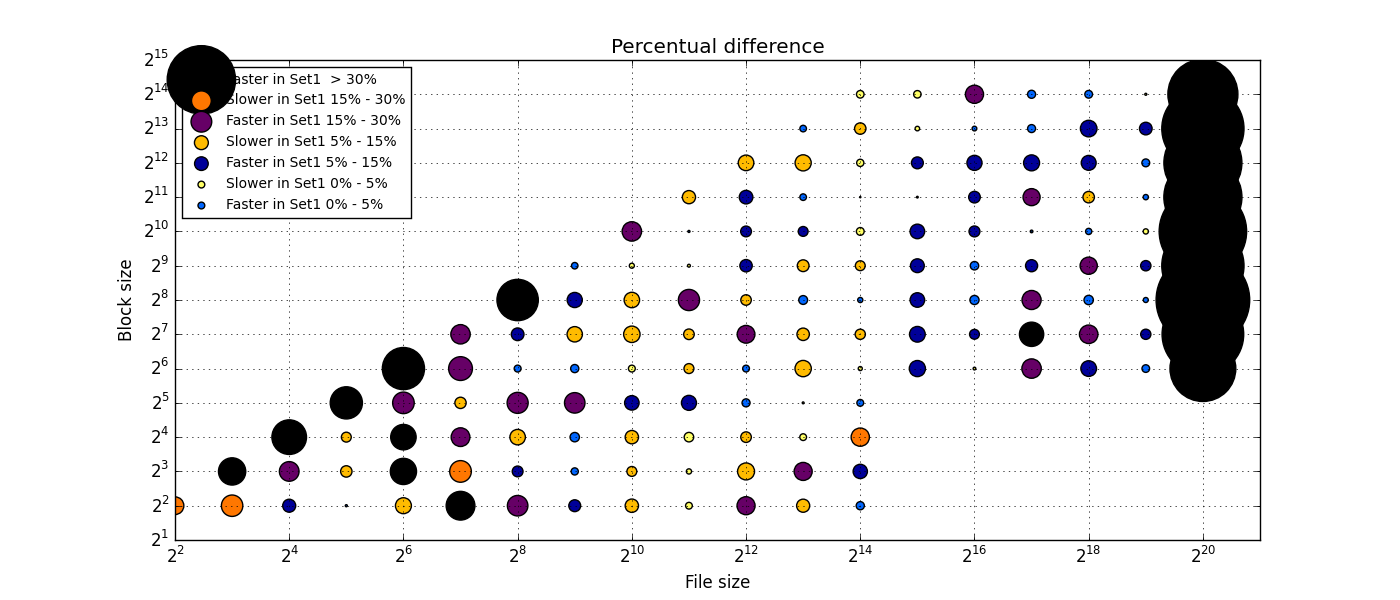 Percentual difference
2^15
2^14
2^13
2^12
2^11
2^10
2^9
2^8
2^7
2^6
2^5
2^4
2^3
2^2
2^1
Block size
aster in Set1 > 30%
Slower in Set1 15% - 30%
Faster in Set1 15% - 30%
Slower in Set1 5% - 15%
Faster in Set1 5% - 15%
Slower in Set1 0% - 5%
Faster in Set1 0% - 5%
2^2 2^4 2^6 2^8 2^10 2^12 2^14 2^16 2^18 2^20
File size